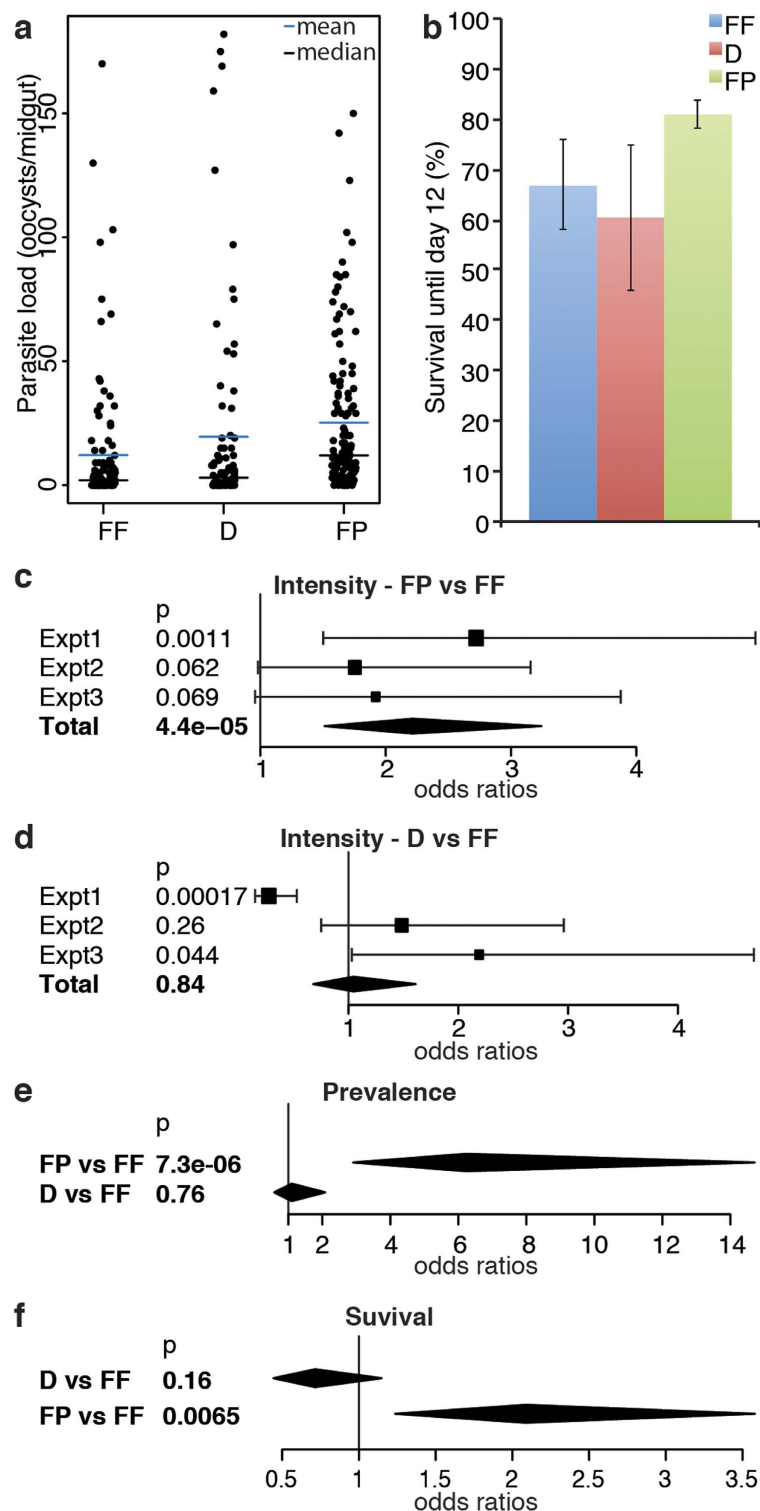 a
mean
median
Parasite load (oocysts/midgut)
150
100
50
0
FF D FP
b
FF
D
FP
Survival until day 12 (%)
100
90
80
70
60
50
40
30
20
10
0
c
Intensity - FP vs FF
p
Expt1 0.0011
Expt2 0.062
Expt3 0.069
Total 4.4e−05
1 2 3 4
odds ratios
d
Intensity - D vs FF
p
Expt1 0.00017
Expt2 0.26
Expt3 0.044
Total 0.84
1 2 3 4
odds ratios
e
Prevalence
p
FP vs FF 7.3e-06
D vs FF 0.76
1 2 4 6 8 10 12 14
odds ratios
f
Suvival
p
D vs FF 0.16
FP vs FF 0.0065
0.5 1 1.5 2 2.5 3 3.5
odds ratios